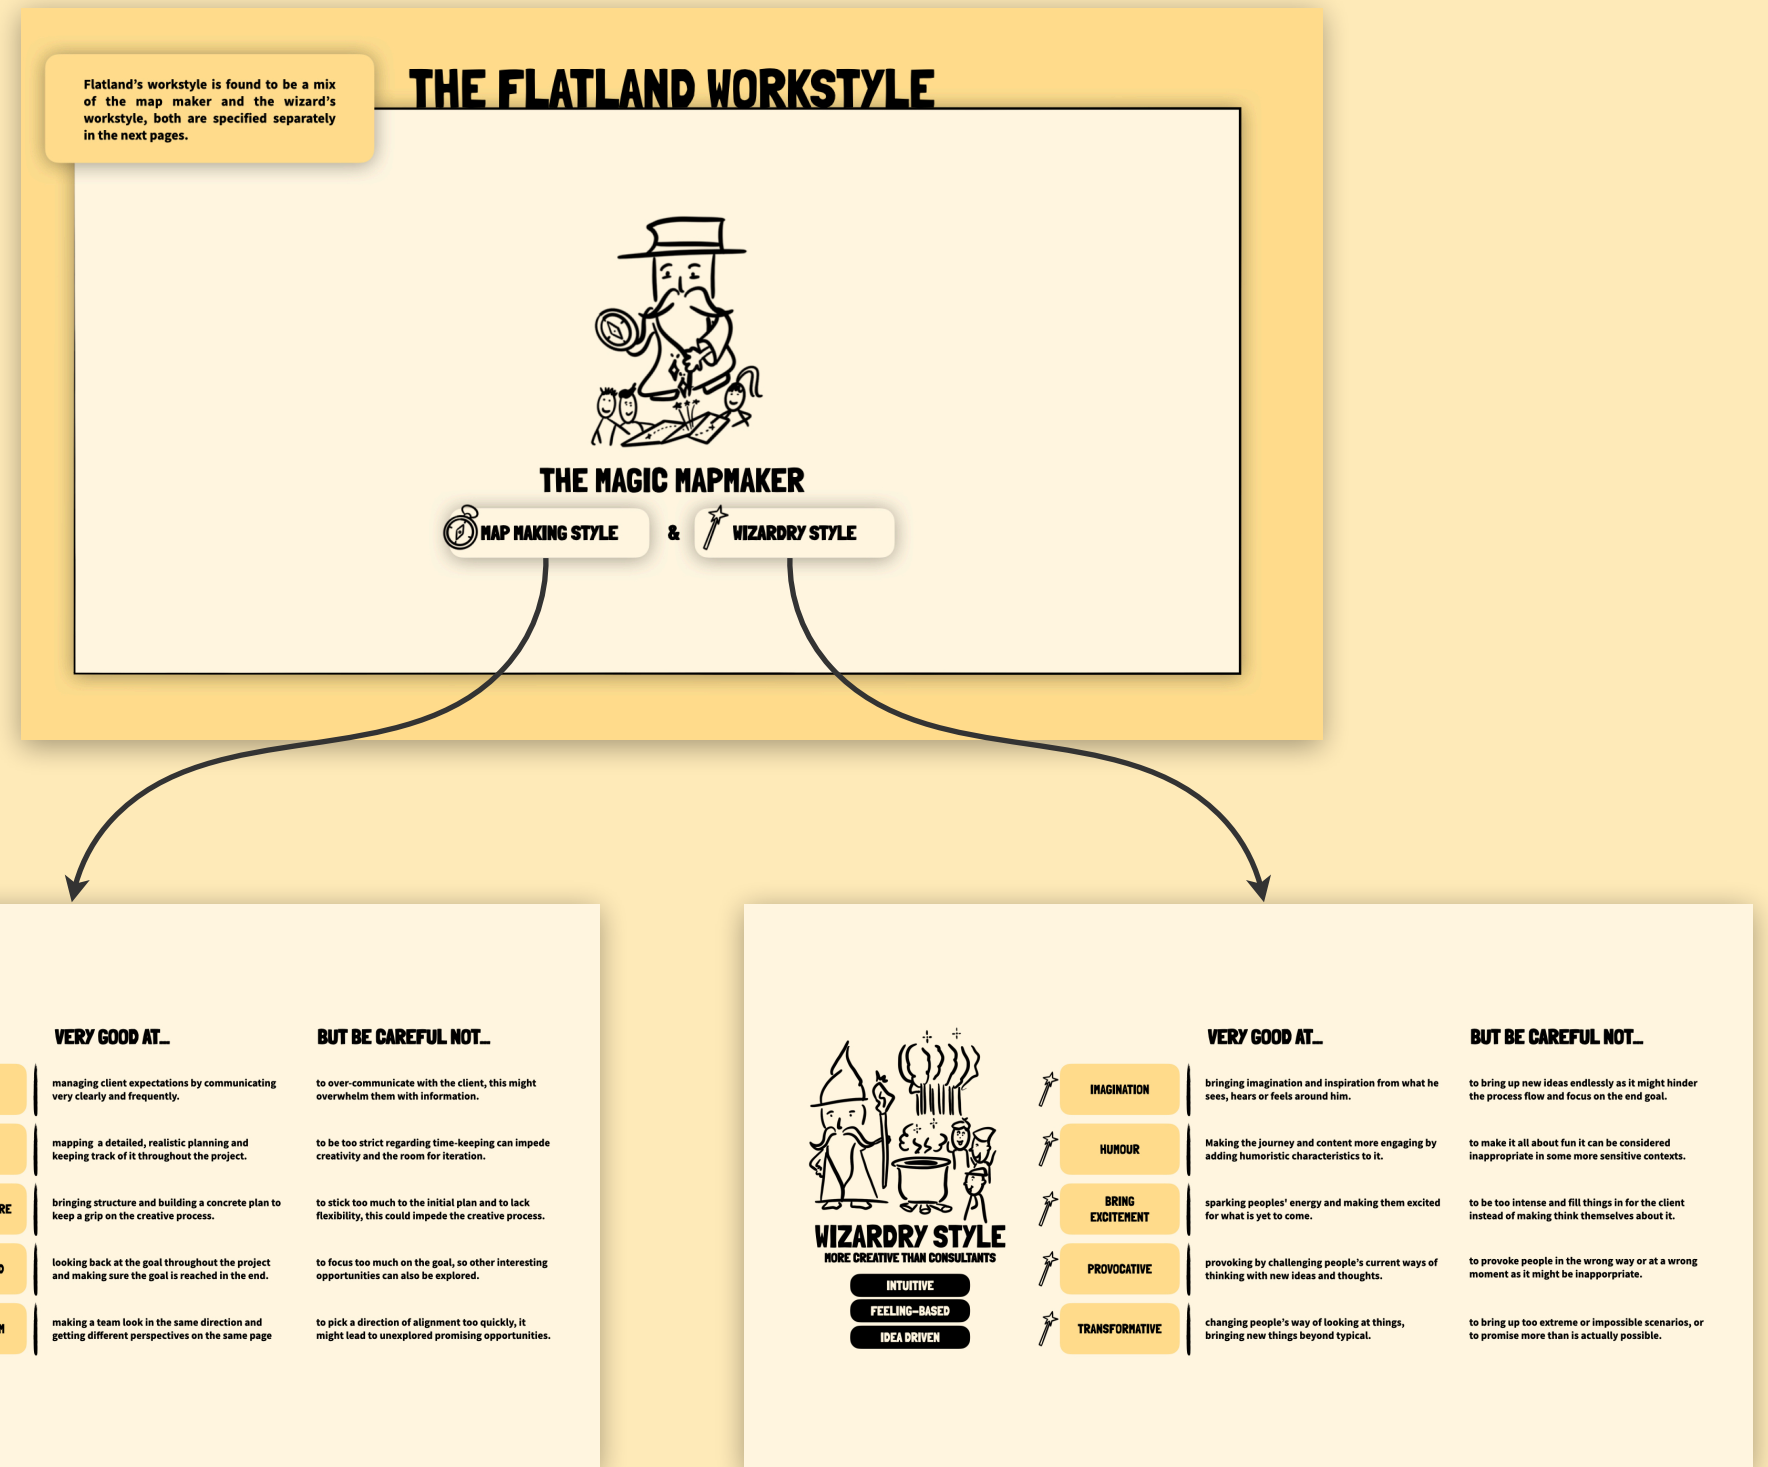 Flatland's workstyle is found to be a mix
of the map maker and the wizard's
workstyle, both are specified separately
in the next pages.
THE FLATLAND WORKSTYLE
THE MAGIC MAPMAKER
MAP MAKING STYLE
&
WIZARDRY STYLE
VERY GOOD AT...
BUT BE CAREFUL NOT...
managing client expectations by communicating
very clearly and frequently.
to over-communicate with the client, this might
overwhelm them with information.
mapping a detailed, realistic planning and
keeping track of it throughout the project.
to be too strict regarding time-keeping can impede
creativity and the room for iteration.
RE
bringing structure and building a concrete plan to
keep a grip on the creative process.
to stick too much to the initial plan and to lack
flexibility, this could impede the creative process.
looking back at the goal throughout the project
and making sure the goal is reached in the end.
to focus too much on the goal, so other interesting
opportunities can also be explored.
making a team look in the same direction and
getting different perspectives on the same page
to pick a direction of alignment too quickly, it
might lead to unexplored promising opportunities.
WIZARDRY STYLE
MORE CREATIVE THAN CONSULTANTS
INTUITIVE
FEELING-BASED
IDEA DRIVEN
VERY GOOD AT...
BUT BE CAREFUL NOT...
IMAGINATION
bringing imagination and inspiration from what he
sees, hears or feels around him.
to bring up new ideas endlessly as it might hinder
the process flow and focus on the end goal.
HUMOUR
Making the journey and content more engaging by
adding humoristic characteristics to it.
to make it all about fun it can be considered
inappropriate in some more sensitive contexts.
BRING
EXCITEMENT
sparking peoples' energy and making them excited
for what is yet to come.
to be too intense and fill things in for the client
instead of making think themselves about it.
PROVOCATIVE
provoking by challenging people's current ways of
thinking with new ideas and thoughts.
to provoke people in the wrong way or at a wrong
moment as it might be inapporpriate.
TRANSFORMATIVE
changing people's way of looking at things,
bringing new things beyond typical.
to bring up too extreme or impossible scenarios, or
to promise more than is actually possible.